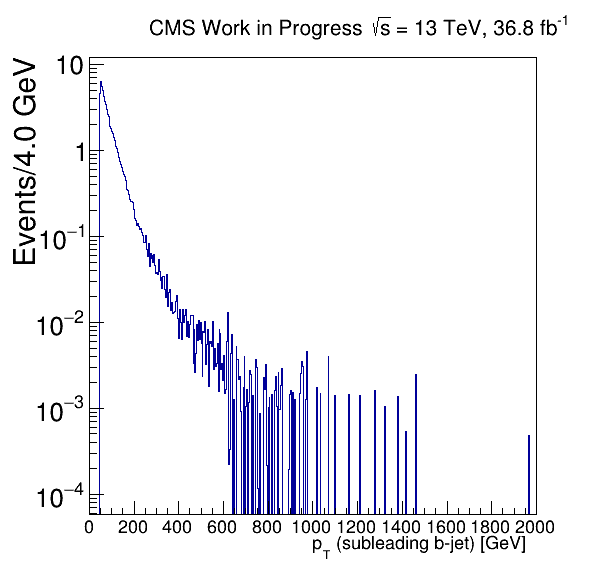 CMS Work in Progress √s = 13 TeV, 36.8 fb⁻¹
Events/4.0 GeV
10
1
10⁻¹
10⁻²
10⁻³
10⁻⁴
0 200 400 600 800 1000 1200 1400 1600 1800 2000
p_T (subleading b-jet) [GeV]